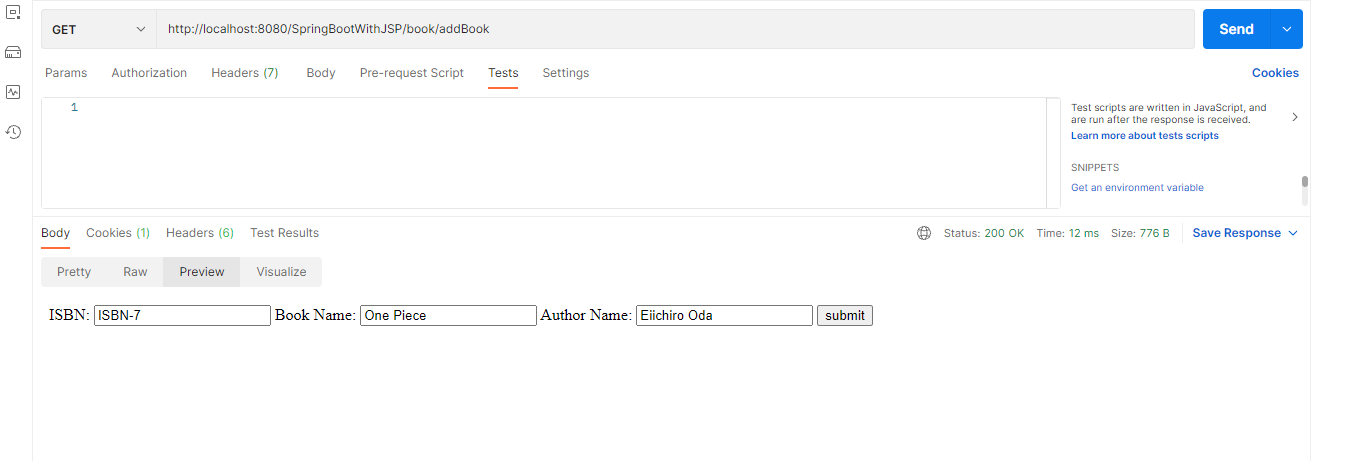 GET http://localhost:8080/SpringBootWithJSP/book/addBook Send
Params Authorization Headers (7) Body Pre-request Script Tests Settings Cookies
1
Test scripts are written in JavaScript, and
are run after the response is received.
Learn more about tests scripts
SNIPPETS
Get an environment variable
Body Cookies (1) Headers (6) Test Results Status: 200 OK Time: 12 ms Size: 776 B Save Response
Pretty Raw Preview Visualize
ISBN: ISBN-7 Book Name: One Piece Author Name: Eiichiro Oda submit